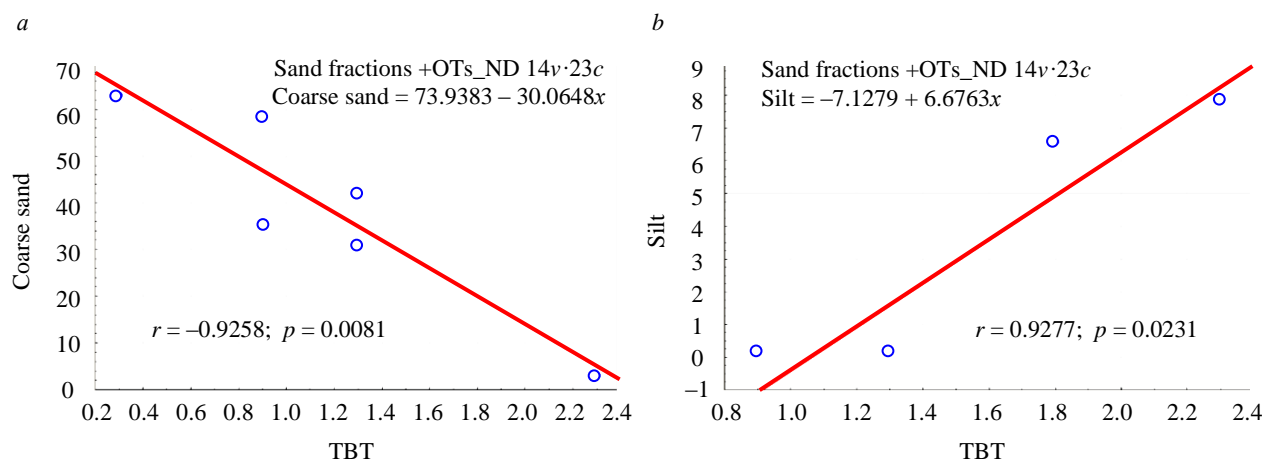 a
Sand fractions +OTs_ND 14v·23c
Coarse sand = 73.9383 – 30.0648x
70
60
50
40
30
20
10
0
Coarse sand
r = –0.9258; p = 0.0081
0.2 0.4 0.6 0.8 1.0 1.2 1.4 1.6 1.8 2.0 2.2 2.4
TBT
b
Sand fractions +OTs_ND 14v·23c
Silt = –7.1279 + 6.6763x
9
8
7
6
5
9
3
2
1
0
–1
Silt
r = 0.9277; p = 0.0231
0.8 1.0 1.2 1.4 1.6 1.8 2.0 2.2 2.4
TBT